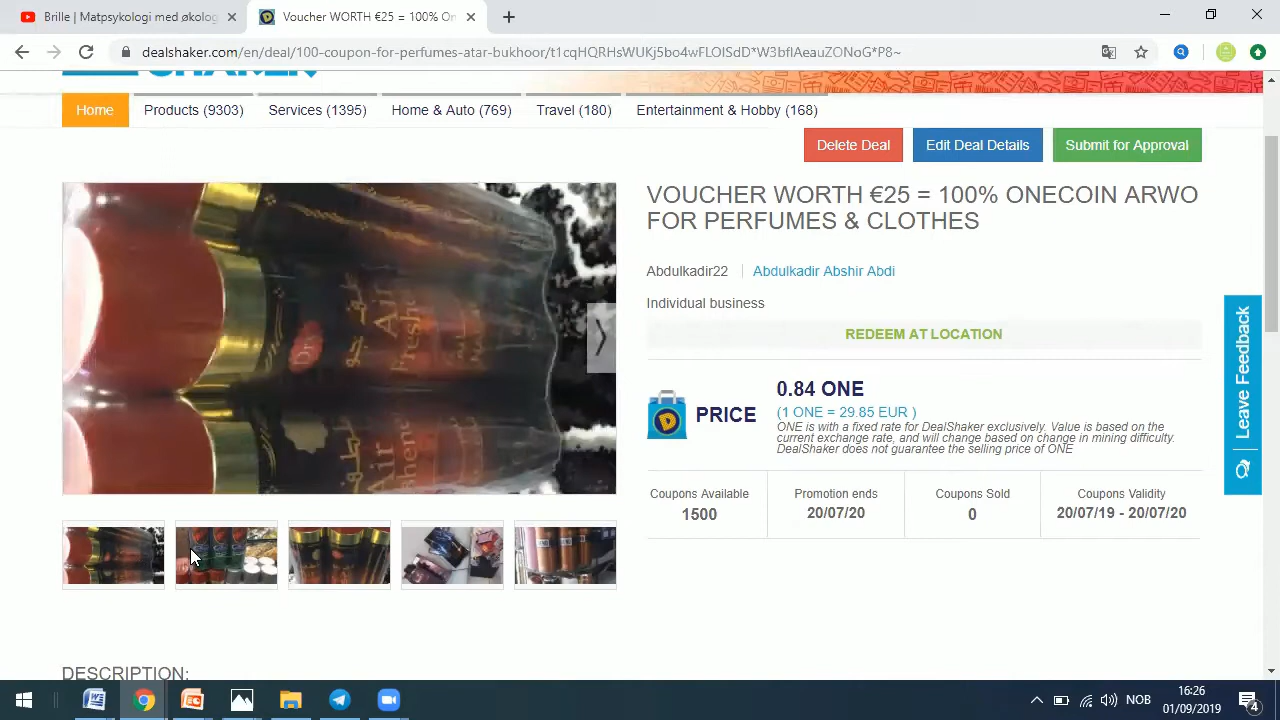 Brille | Matpsykologi med økolog
Voucher WORTH €25 = 100% On
dealshaker.com/en/deal/100-coupon-for-perfumes-atar-bukhoor/t1cqHQRHsWUKj5bo4wFLOlSdD*W3bfAeauZONoG*P8~
Home
Products (9303)
Services (1395)
Home & Auto (769)
Travel (180)
Entertainment & Hobby (166)
Delete Deal
Edit Deal Details
Submit for Approval
VOUCHER WORTH €25 = 100% ONECOIN ARWO
FOR PERFUMES & CLOTHES
Abdulkadir22
Abdulkadir Abshir Abdi
Individual business
REDEEM AT LOCATION
PRICE
0.84 ONE
(1 ONE = 29.85 EUR )
ONE is with a fixed rate for DealShaker exclusively. Value is based on the
current exchange rate, and will change based on change in mining difficulty.
DealShaker does not guarantee the selling price of ONE
Coupons Available
1500
Promotion ends
20/07/20
Coupons Sold
0
Coupons Validity
20/07/19 - 20/07/20
Leave Feedback
DESCRIPTION:
NOB
16:26
01/09/2019
4